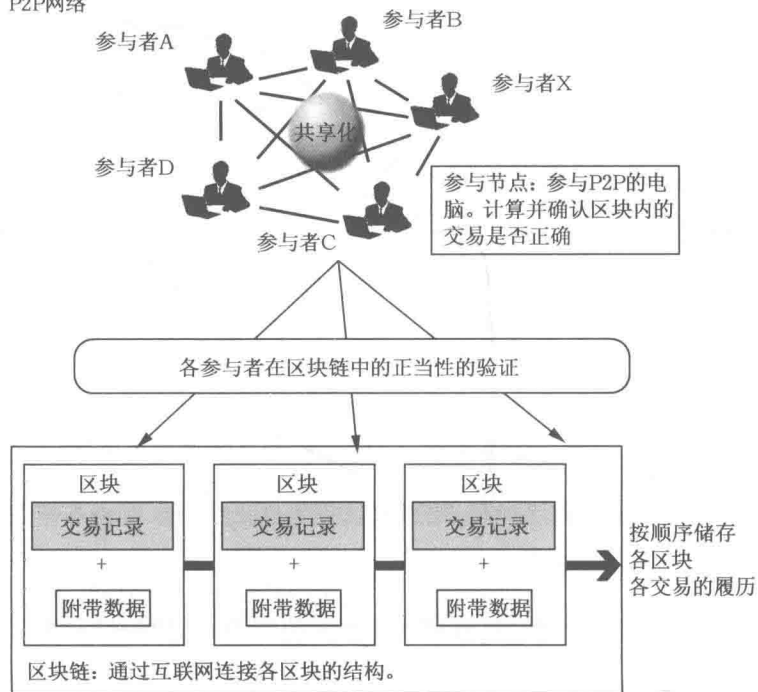 P2P网络
参与者B
参与者A
参与者X
共享化
参与者D
参与节点：参与P2P的电
脑。计算并确认区块内的
交易是否正确
参与者C
各参与者在区块链中的正当性的验证
区块
交易记录
+
附带数据
区块
交易记录
+
附带数据
区块
交易记录
+
附带数据
按顺序储存
各区块
各交易的履历
区块链：通过互联网连接各区块的结构。